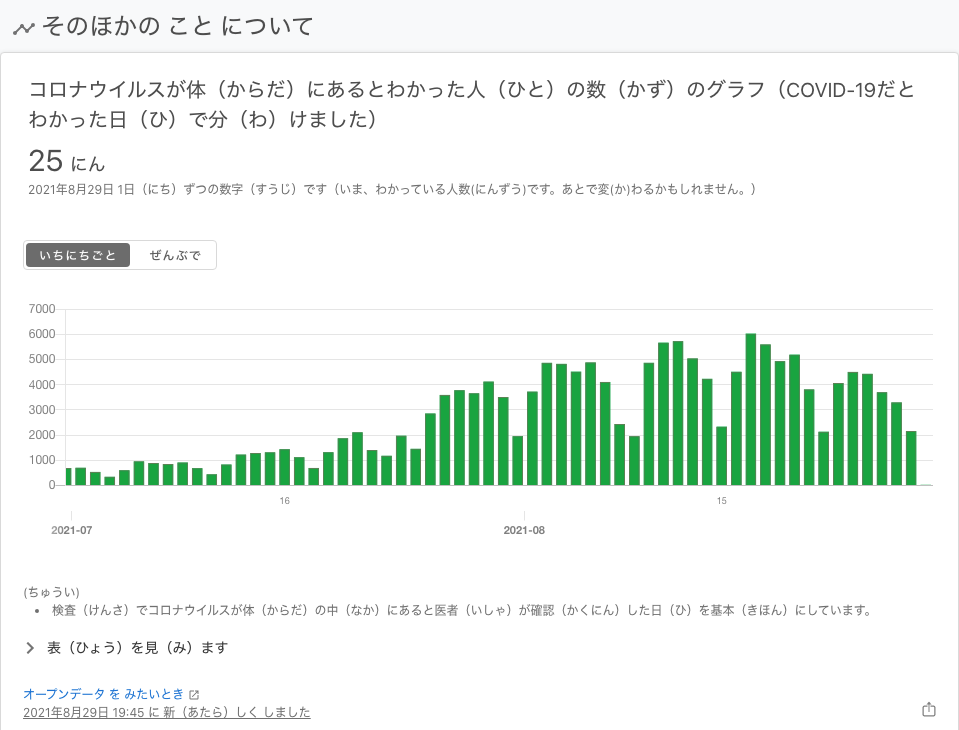 そのほかの こと について
コロナウイルスが体（からだ）にあるとわかった人（ひと）の数（かず）のグラフ（COVID-19だと
わかった日（ひ）で分（わ）けました）
25 にん
2021年8月29日 1日（にち）ずつの数字（すうじ）です（いま、わかっている人数(にんずう)です。あとで変(か)わるかもしれません。）
いちにちごと ぜんぶで
7000
6000
5000
4000
3000
2000
1000
0
16 15
2021-07 2021-08
(ちゅうい)
• 検査（けんさ）でコロナウイルスが体（からだ）の中（なか）にあると医者（いしゃ）が確認（かくにん）した日（ひ）を基本（きほん）にしています。
表（ひょう）を見（み）ます
オープンデータ を みたいとき
2021年8月29日 19:45 に 新（あたら）しく しました